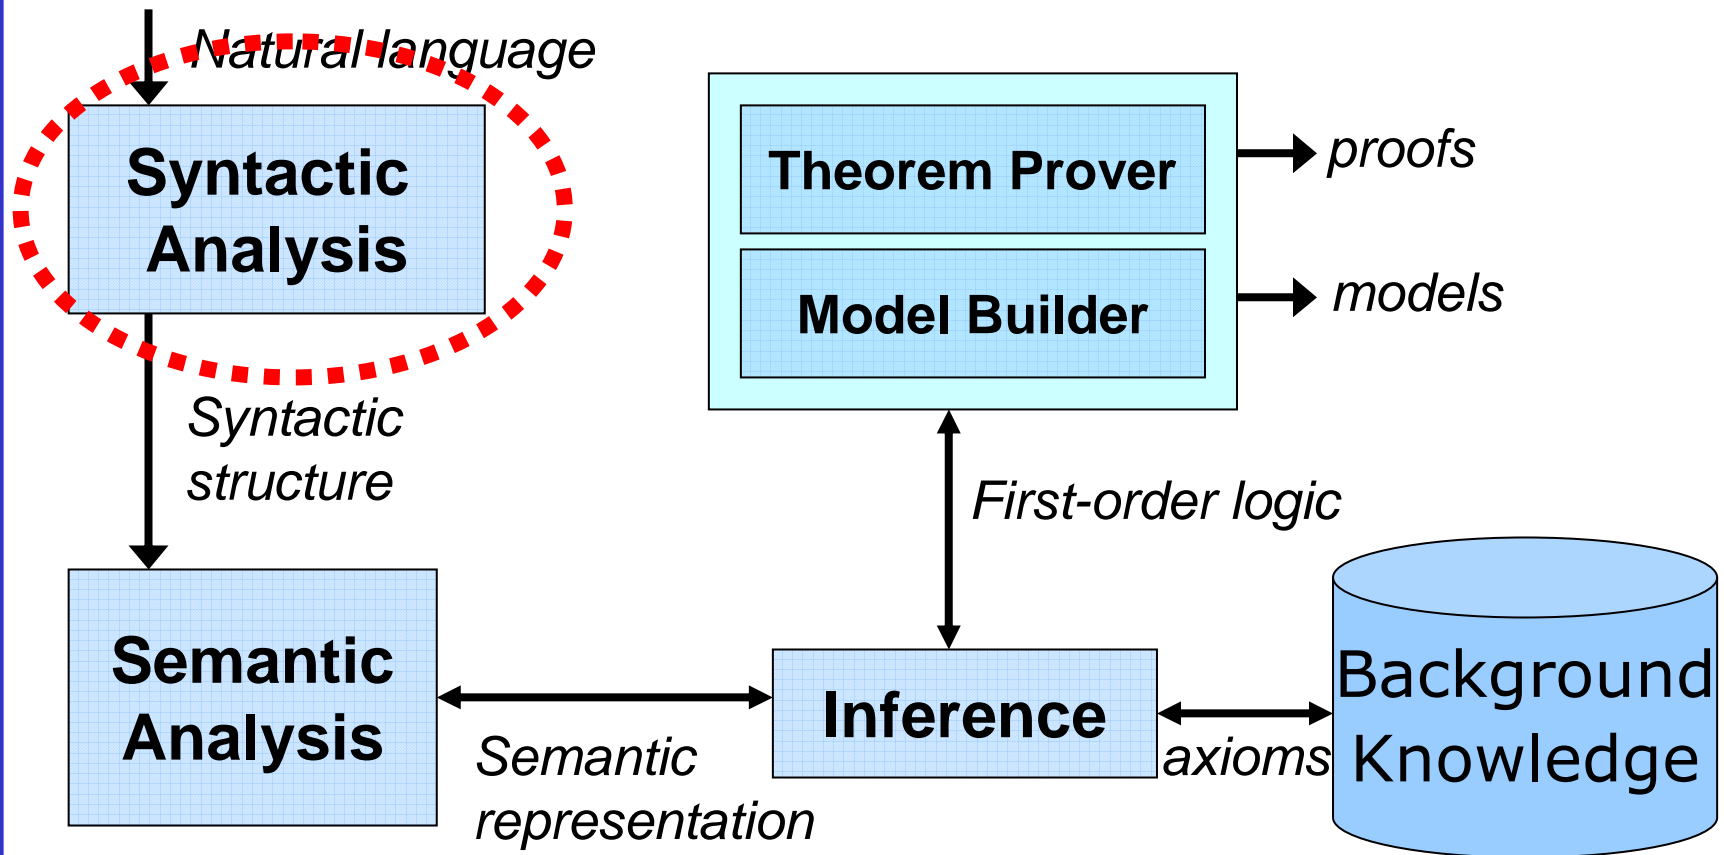 Natural language
Syntactic
Analysis
Syntactic
structure
Semantic
Analysis
Semantic
representation
Theorem Prover
Model Builder
proofs
models
First-order logic
Inference
axioms
Background
Knowledge